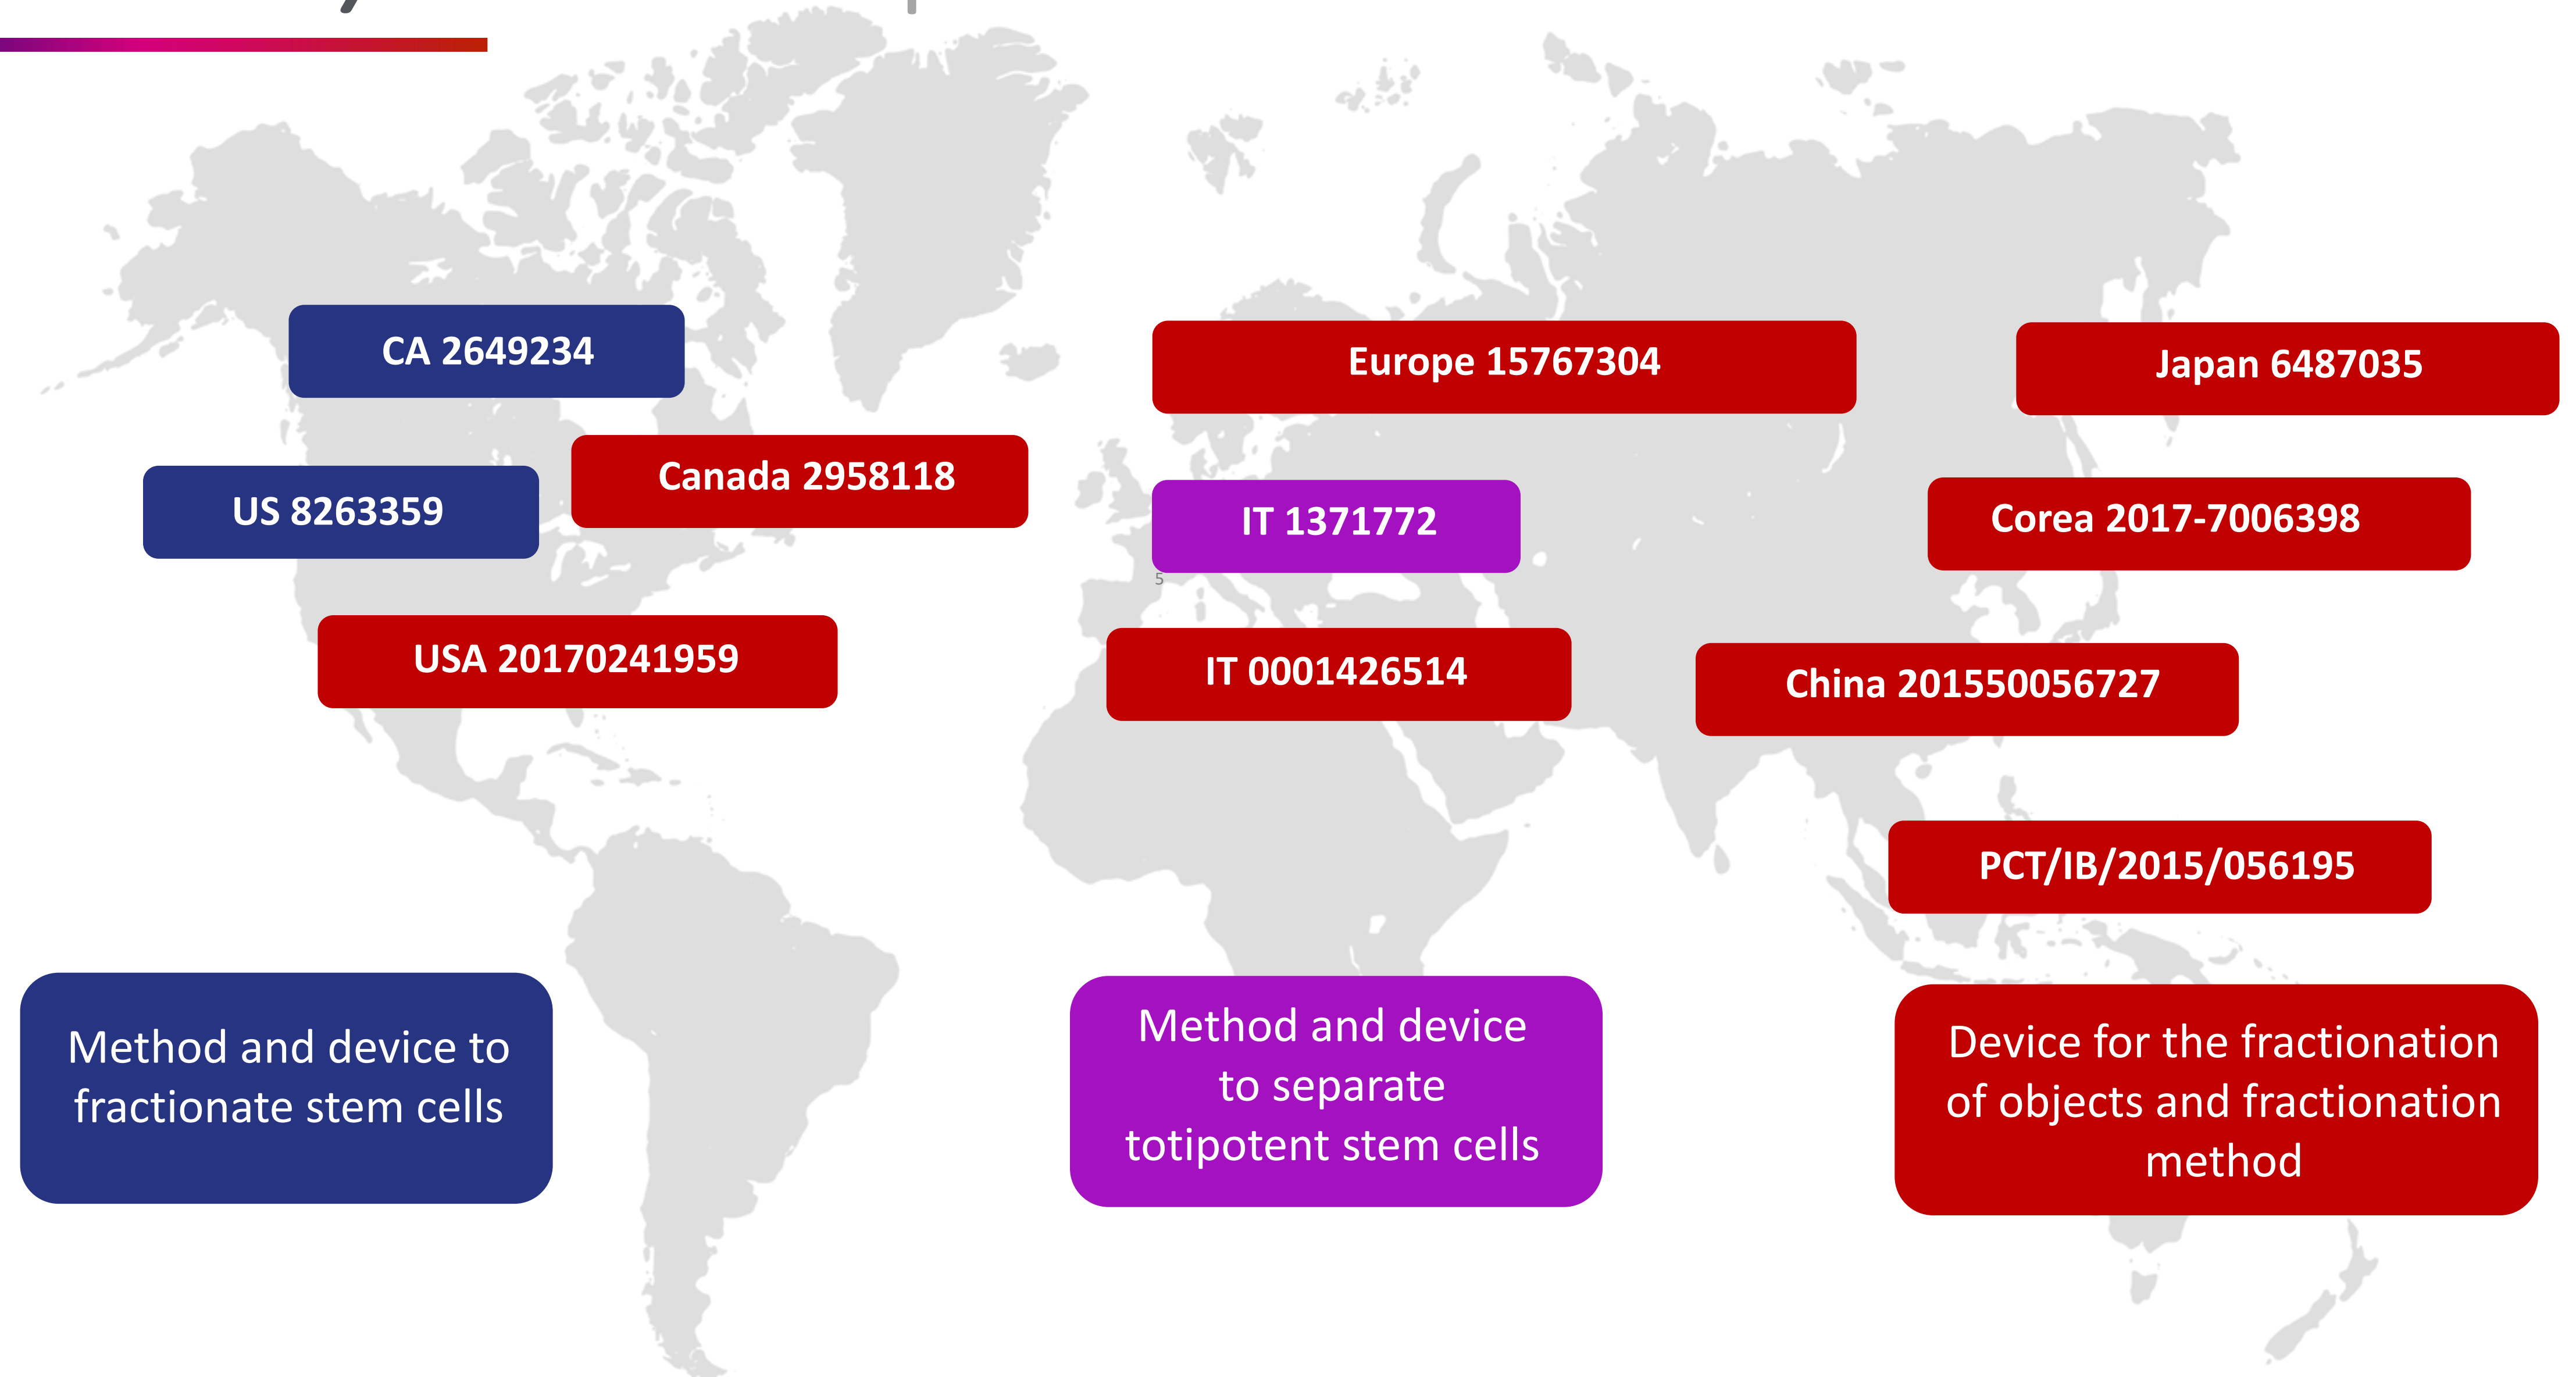 CA 2649234
Europe 15767304
Japan 6487035
Canada 2958118
US 8263359
IT 1371772
Corea 2017-7006398
5
USA 20170241959
IT 0001426514
China 201550056727
PCT/IB/2015/056195
Method and device to
fractionate stem cells
Method and device
to separate
totipotent stem cells
Device for the fractionation
of objects and fractionation
method